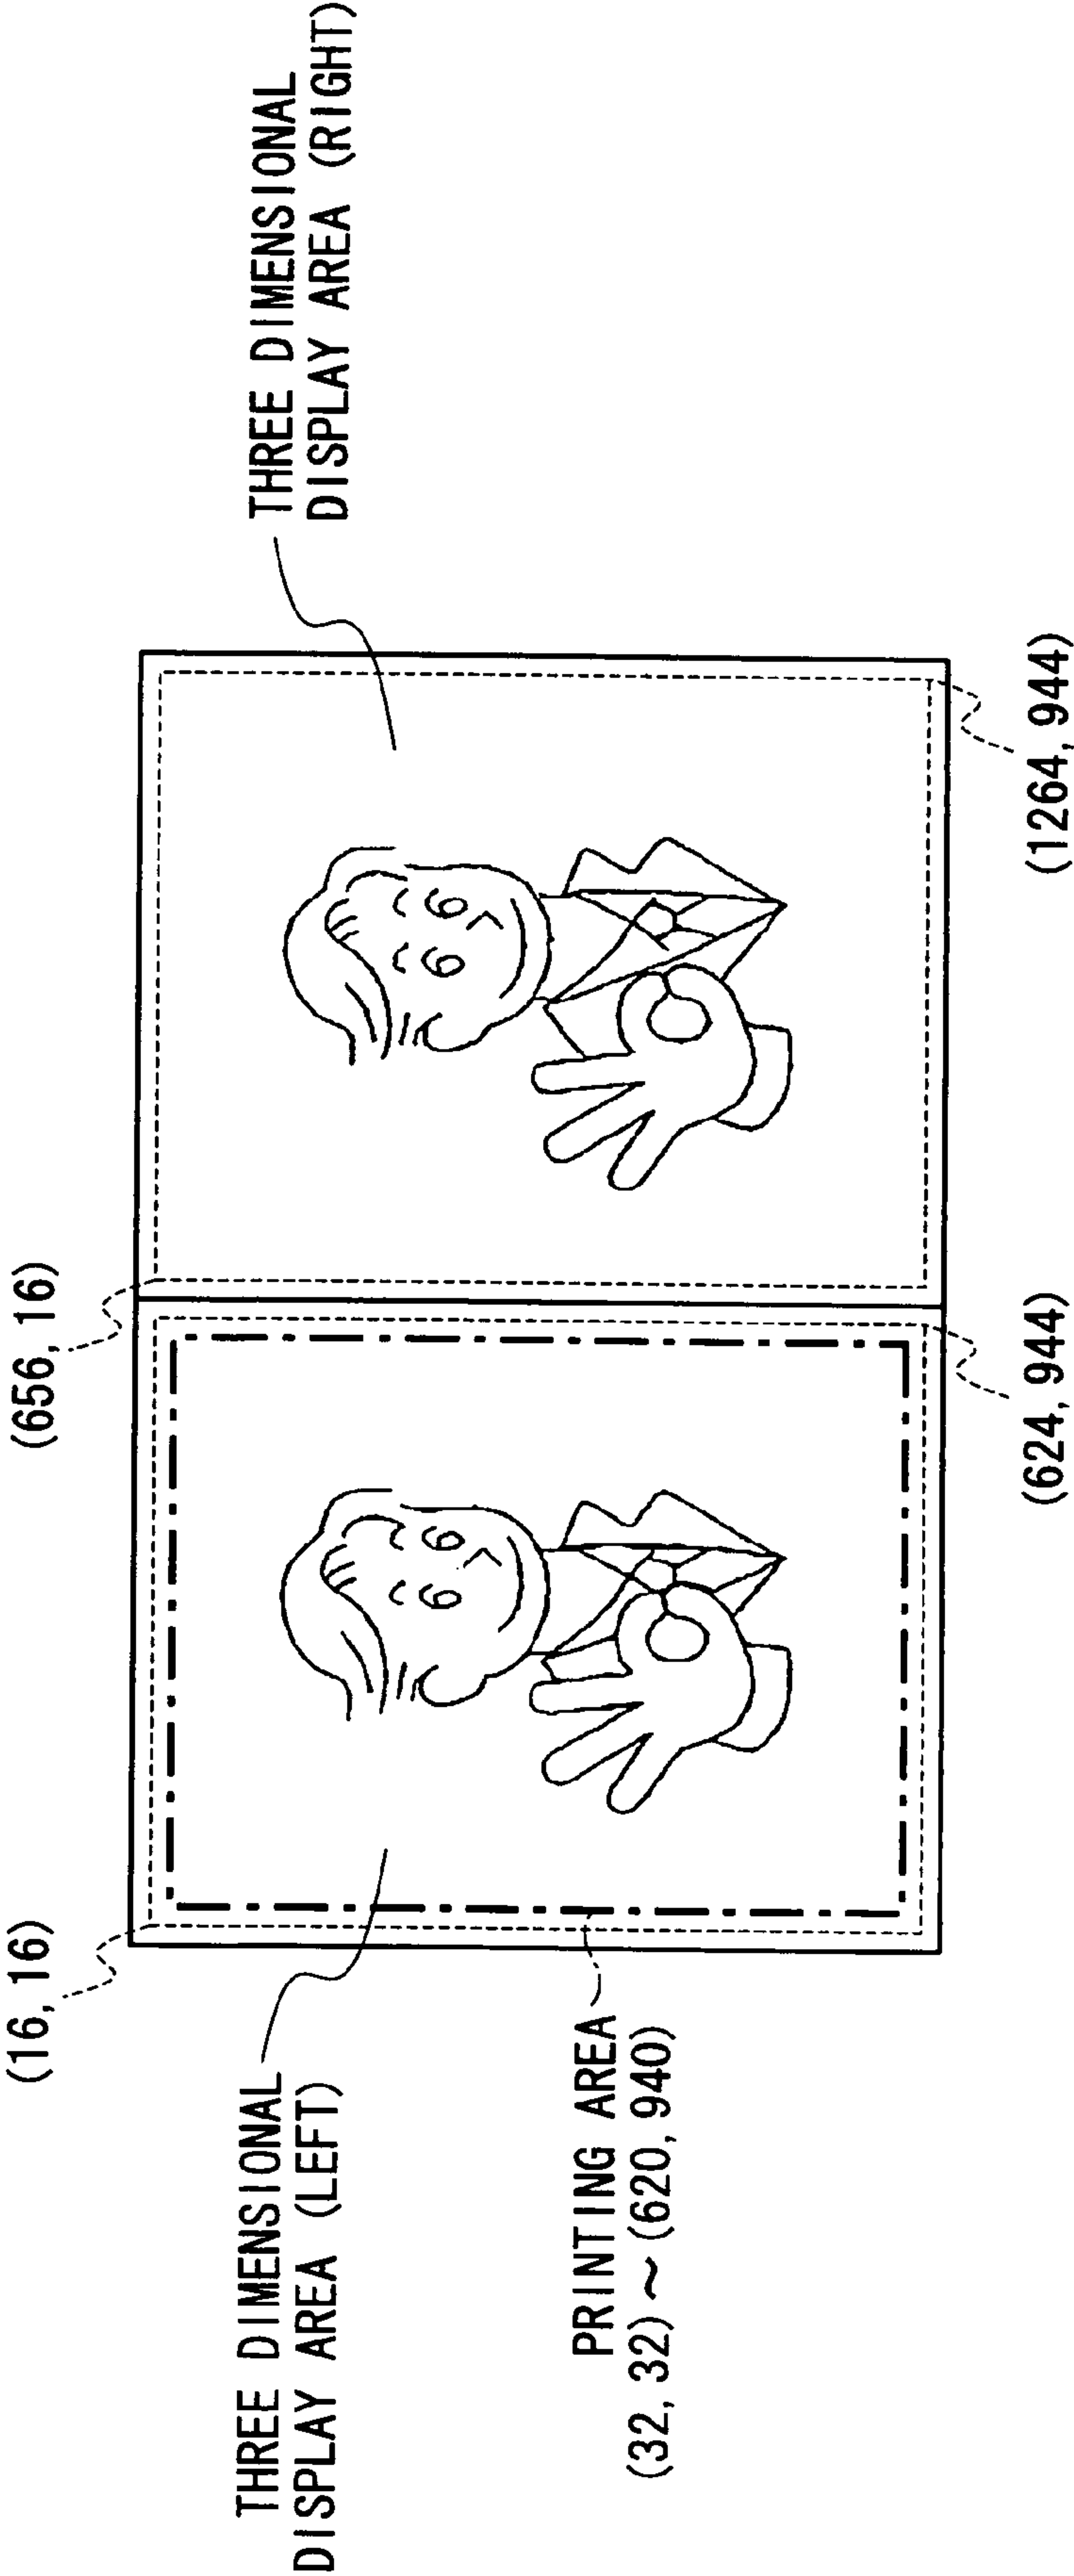 (16, 16)
(656, 16)
THREE DIMENSIONAL
DISPLAY AREA (LEFT)
THREE DIMENSIONAL
DISPLAY AREA (RIGHT)
PRINTING AREA
(32, 32) ~ (620, 940)
(624, 944)
(1264, 944)